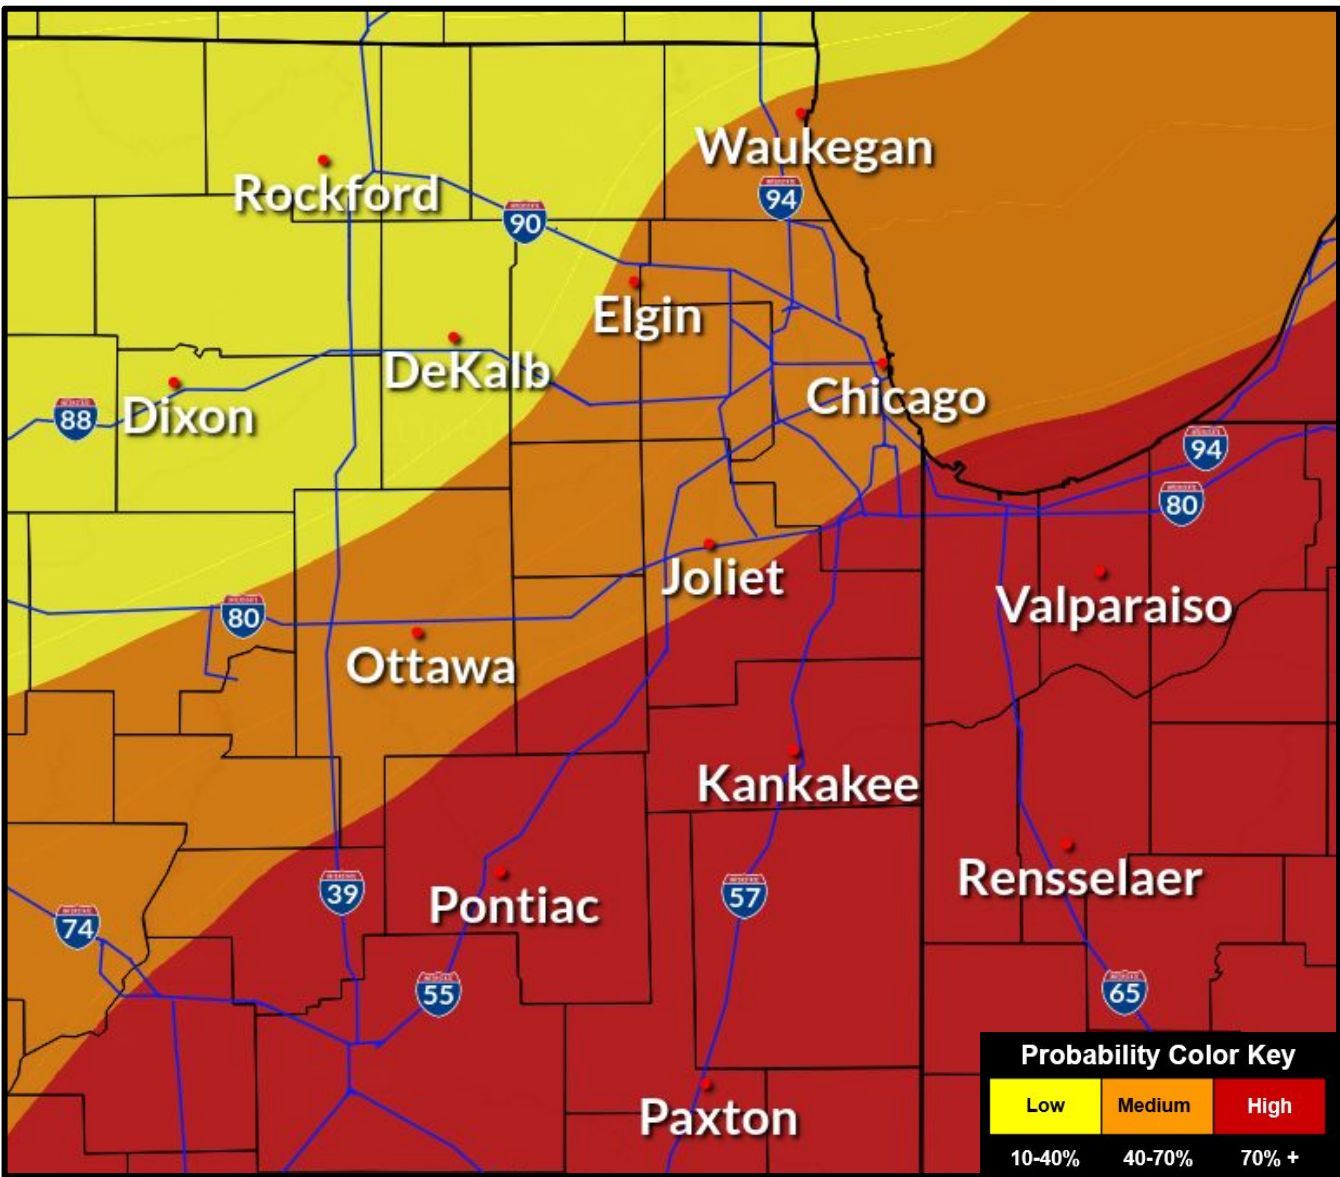 Waukegan
94
Rockford
90
Elgin
DeKalb
Chicago
88
Dixon
94
80
Joliet
Valparaiso
80
Ottawa
Kankakee
Rensselaer
39
57
Pontiac
74
55
65
Paxton
Probability Color Key
Low Medium High
10-40% 40-70% 70% +